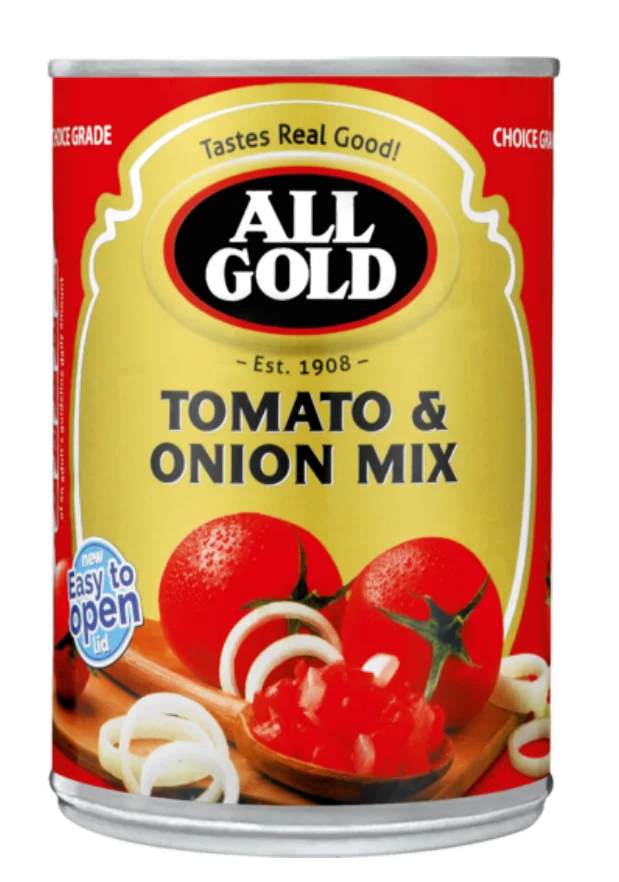 GRADE
CHOICE
Tastes Real Good!
ALL
GOLD
– Est. 1908 –
TOMATO &
ONION MIX
new
Easy to
open
lid